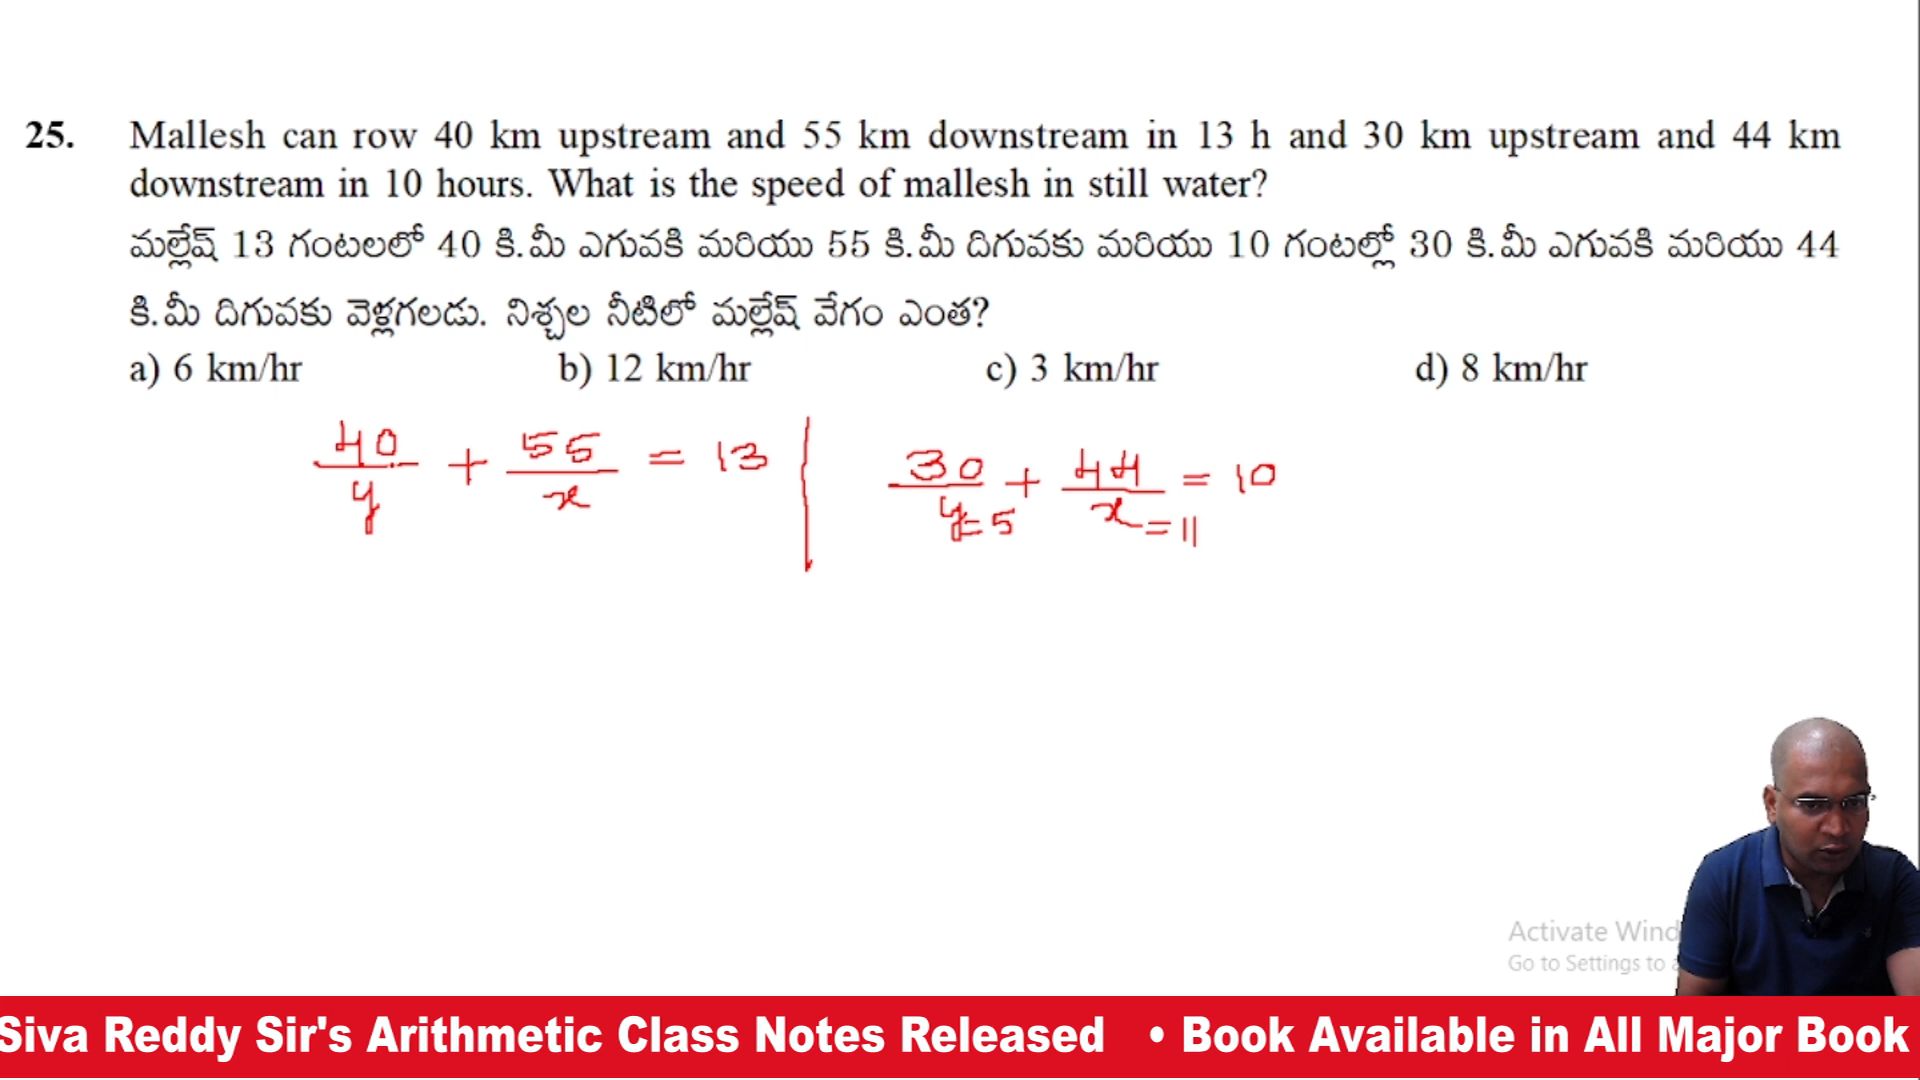 25. Mallesh can row 40 km upstream and 55 km downstream in 13 h and 30 km upstream and 44 km
downstream in 10 hours. What is the speed of mallesh in still water?
మల్లేష్ 13 గంటలలో 40 కి.మీ ఎగువకి మరియు 55 కి.మీ దిగువకు మరియు 10 గంటల్లో 30 కి.మీ ఎగువకి మరియు 44
కి.మీ దిగువకు వెళ్లగలడు. నిశ్చల నీటిలో మల్లేష్ వేగం ఎంత?
a) 6 km/hr b) 12 km/hr c) 3 km/hr d) 8 km/hr
40/y + 55/x = 13 | 30/y=5 + 44/x=11 = 10
Activate Wind
Go to Settings to a
Siva Reddy Sir's Arithmetic Class Notes Released • Book Available in All Major Book